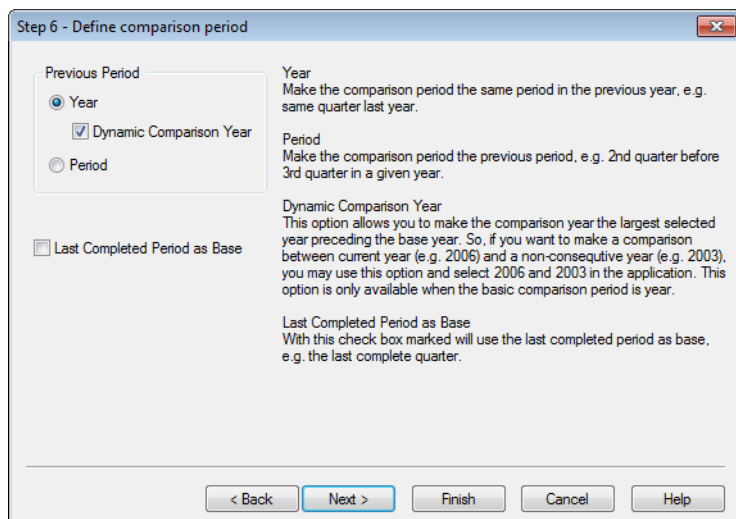 Step 6 - Define comparison period
Previous Period
Year
Dynamic Comparison Year
Period
Last Completed Period as Base
Year
Make the comparison period the same period in the previous year, e.g.
same quarter last year.
Period
Make the comparison period the previous period, e.g. 2nd quarter before
3rd quarter in a given year.
Dynamic Comparison Year
This option allows you to make the comparison year the largest selected
year preceding the base year. So, if you want to make a comparison
between current year (e.g. 2006) and a non-consequtive year (e.g. 2003),
you may use this option and select 2006 and 2003 in the application. This
option is only available when the basic comparison period is year.
Last Completed Period as Base
With this check box marked will use the last completed period as base,
e.g. the last complete quarter.
< Back
Next >
Finish
Cancel
Help